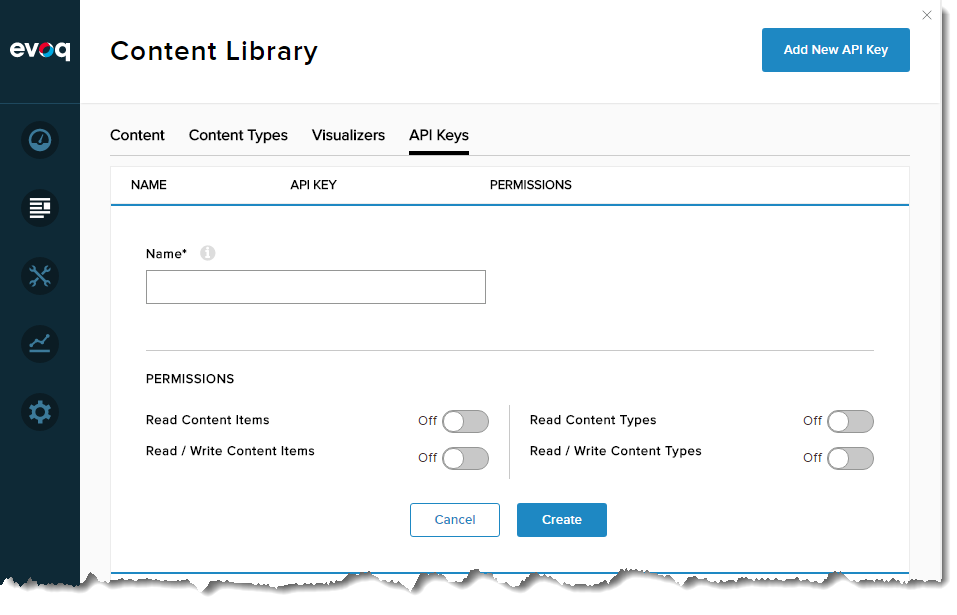 evoq
Content Library
Add New API Key
Content Content Types Visualizers API Keys
NAME API KEY PERMISSIONS
Name*
PERMISSIONS
Read Content Items Off Read Content Types Off
Read / Write Content Items Off Read / Write Content Types Off
Cancel Create